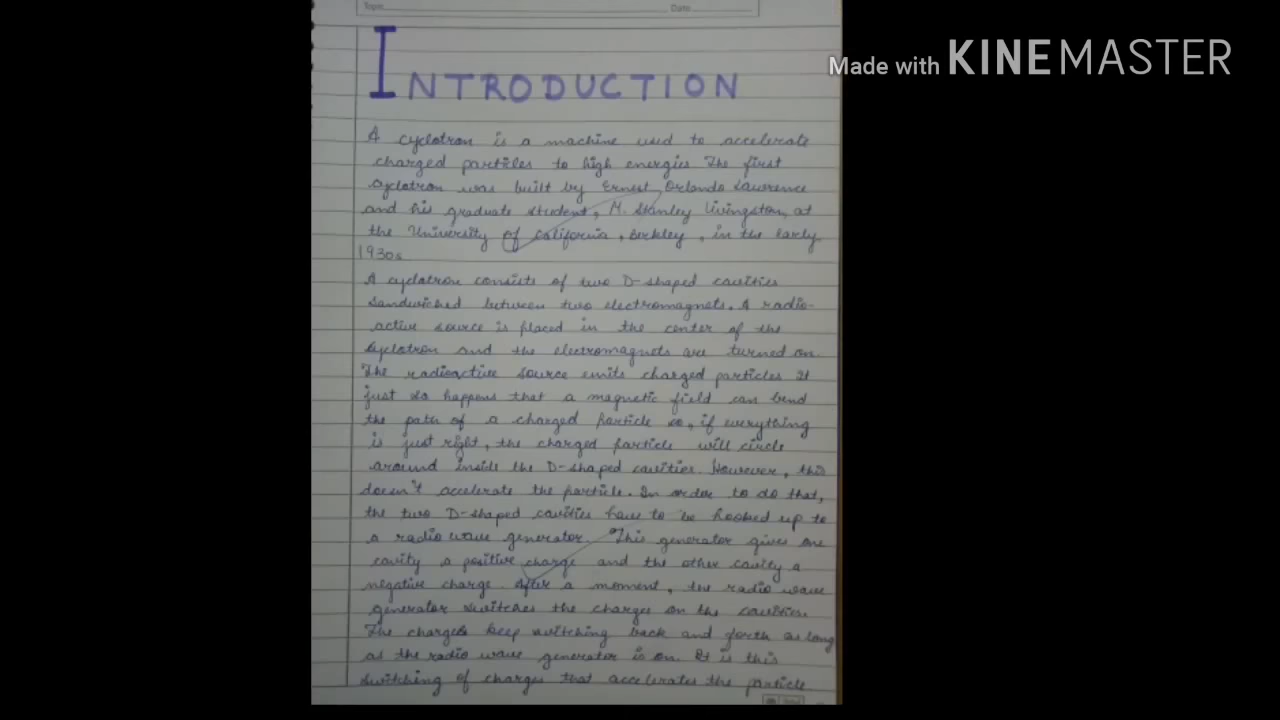 Topic Date
Made with KINEMASTER
INTRODUCTION
A cyclotron is a machine used to accelerate
charged particles to high energies The first
cyclotron was built by Ernest Orlando Lawrence
and his graduate student, M. Stanley Livingston, at
the University of California, Berkley, in the early
1930s
A cyclotron consists of two D-shaped cavities
sandwiched between two electromagnets. A radio-
active source is placed in the center of the
cyclotron and the electromagnets are turned on.
The radioactive source emits charged particles It
just so happens that a magnetic field can bend
the path of a charged particle so, if everything
is just right, the charged particle will circle
around inside the D-shaped cavities. However, this
doesn't accelerate the particle. In order to do that,
the two D-shaped cavities have to be hooked up to
a radio wave generator. This generator gives one
cavity a positive charge and the other cavity a
negative charge. After a moment, the radio wave
generator switches the charges on the cavities.
The charges keep switching back and forth as long
as the radio wave generator is on. It is this
switching of charges that accelerates the particle